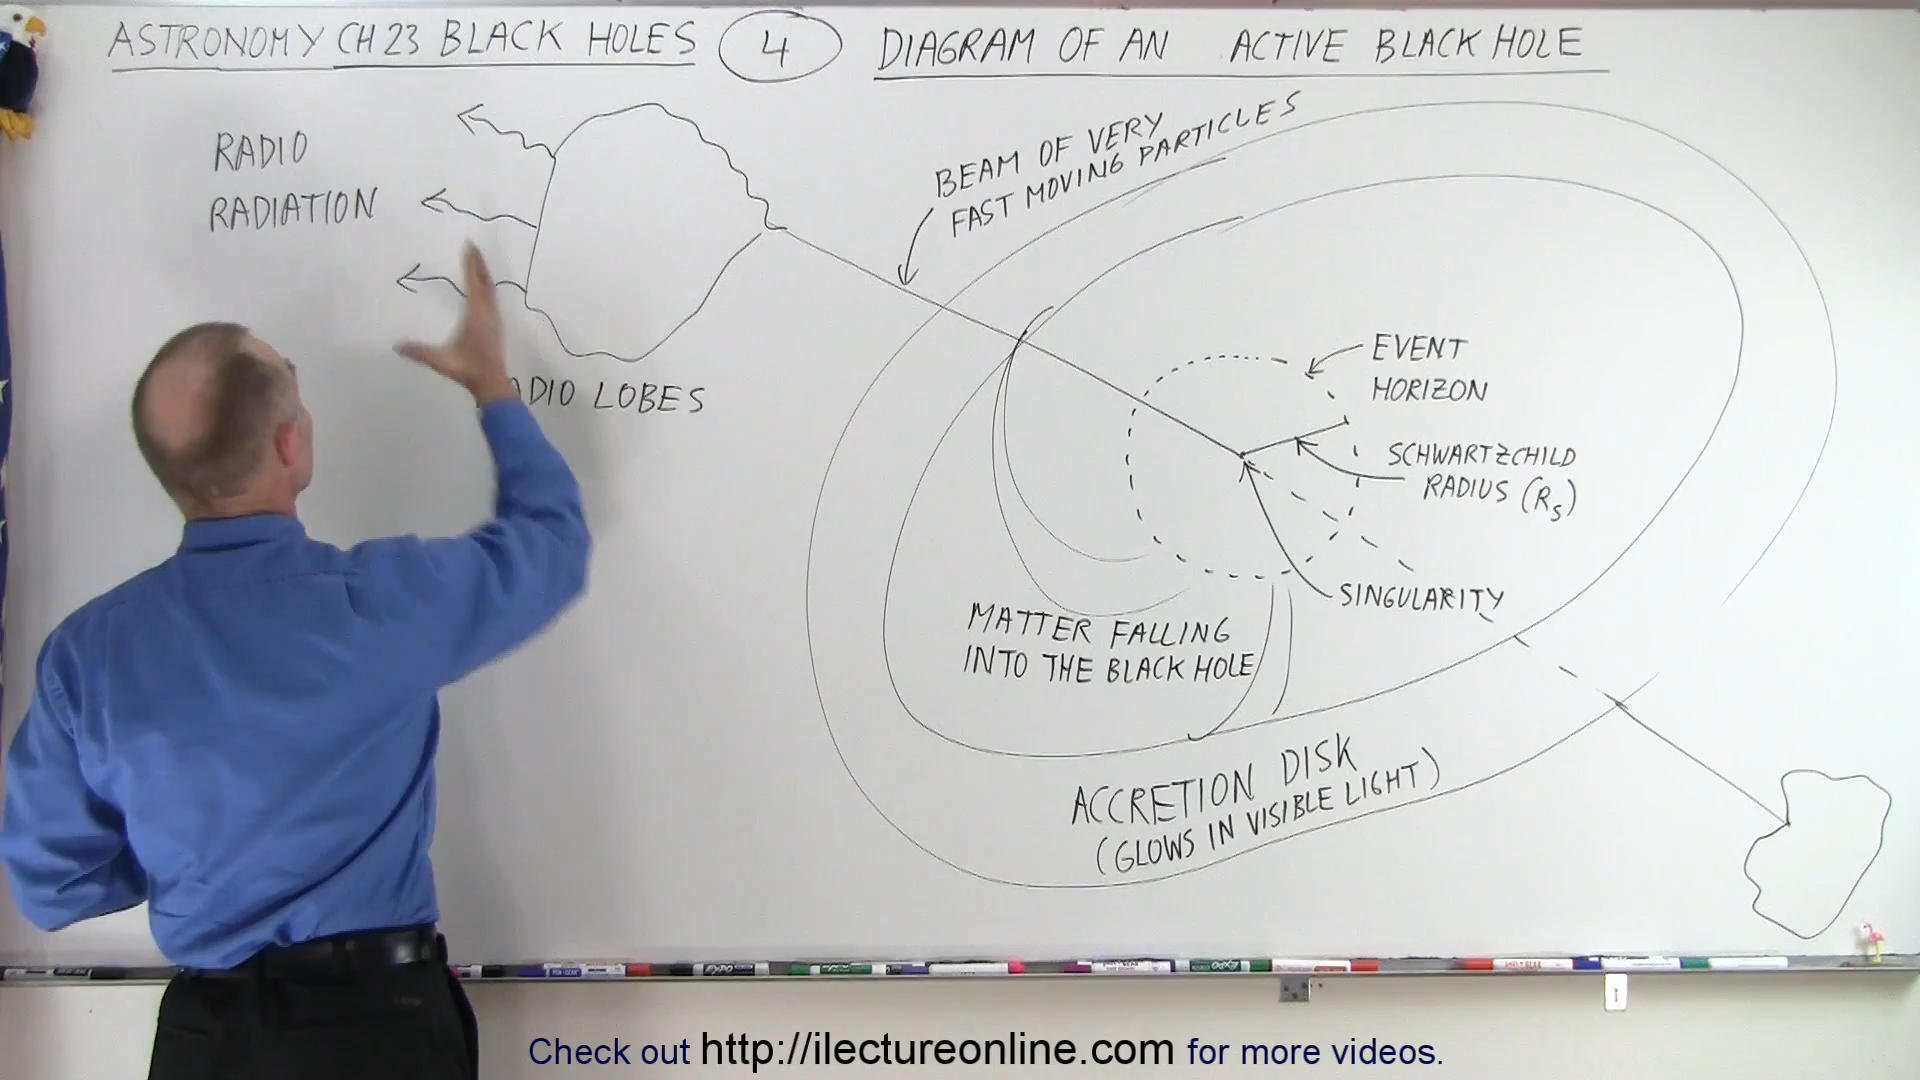 ASTRONOMY CH 23 BLACK HOLES 4 DIAGRAM OF AN ACTIVE BLACK HOLE
RADIO
RADIATION
BEAM OF VERY
FAST MOVING PARTICLES
EVENT
HORIZON
ADIO LOBES
SCHWARTZCHILD
RADIUS (RS)
SINGULARITY
MATTER FALLING
INTO THE BLACK HOLE
ACCRETION DISK
(GLOWS IN VISIBLE LIGHT)
Check out http://ilectureonline.com for more videos.